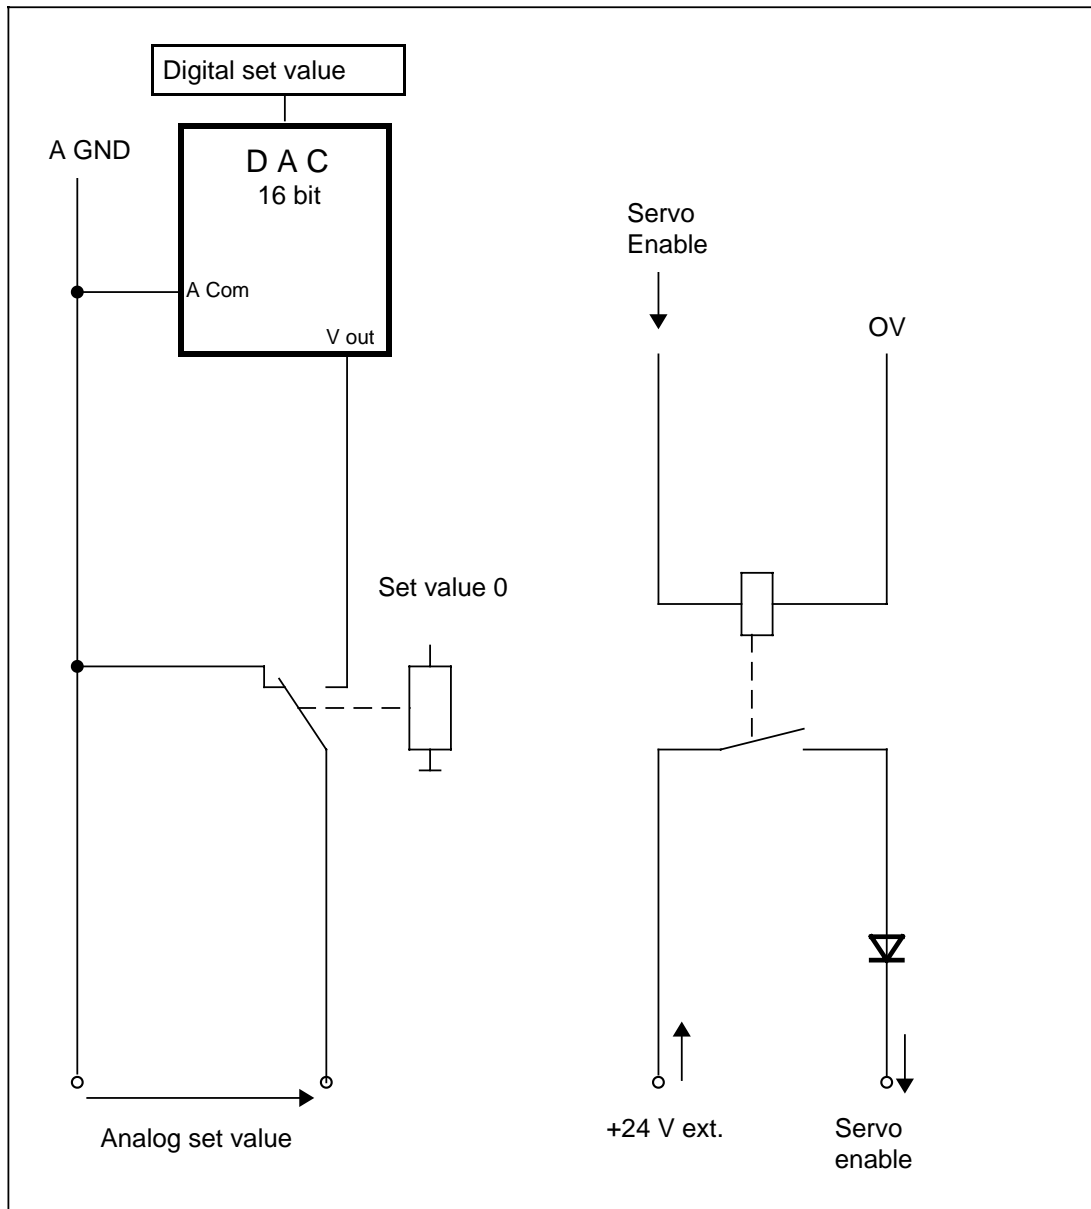 Digital set value
A GND
D A C
16 bit
A Com
V out
Servo
Enable
OV
Set value 0
Analog set value
+24 V ext.
Servo
enable